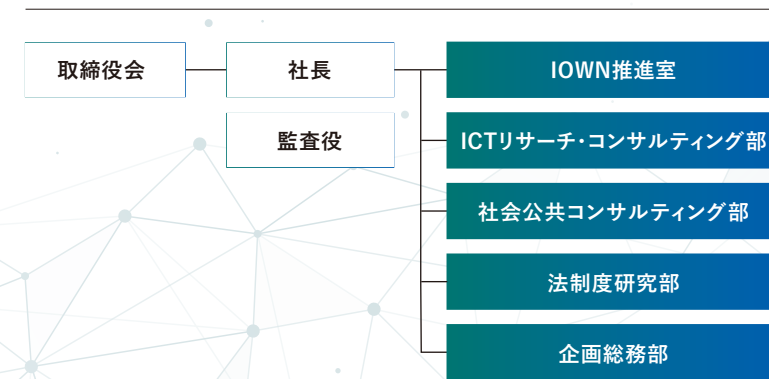 取締役会
社長
監査役
IOWN推進室
ICTリサーチ・コンサルティング部
社会公共コンサルティング部
法制度研究部
企画総務部